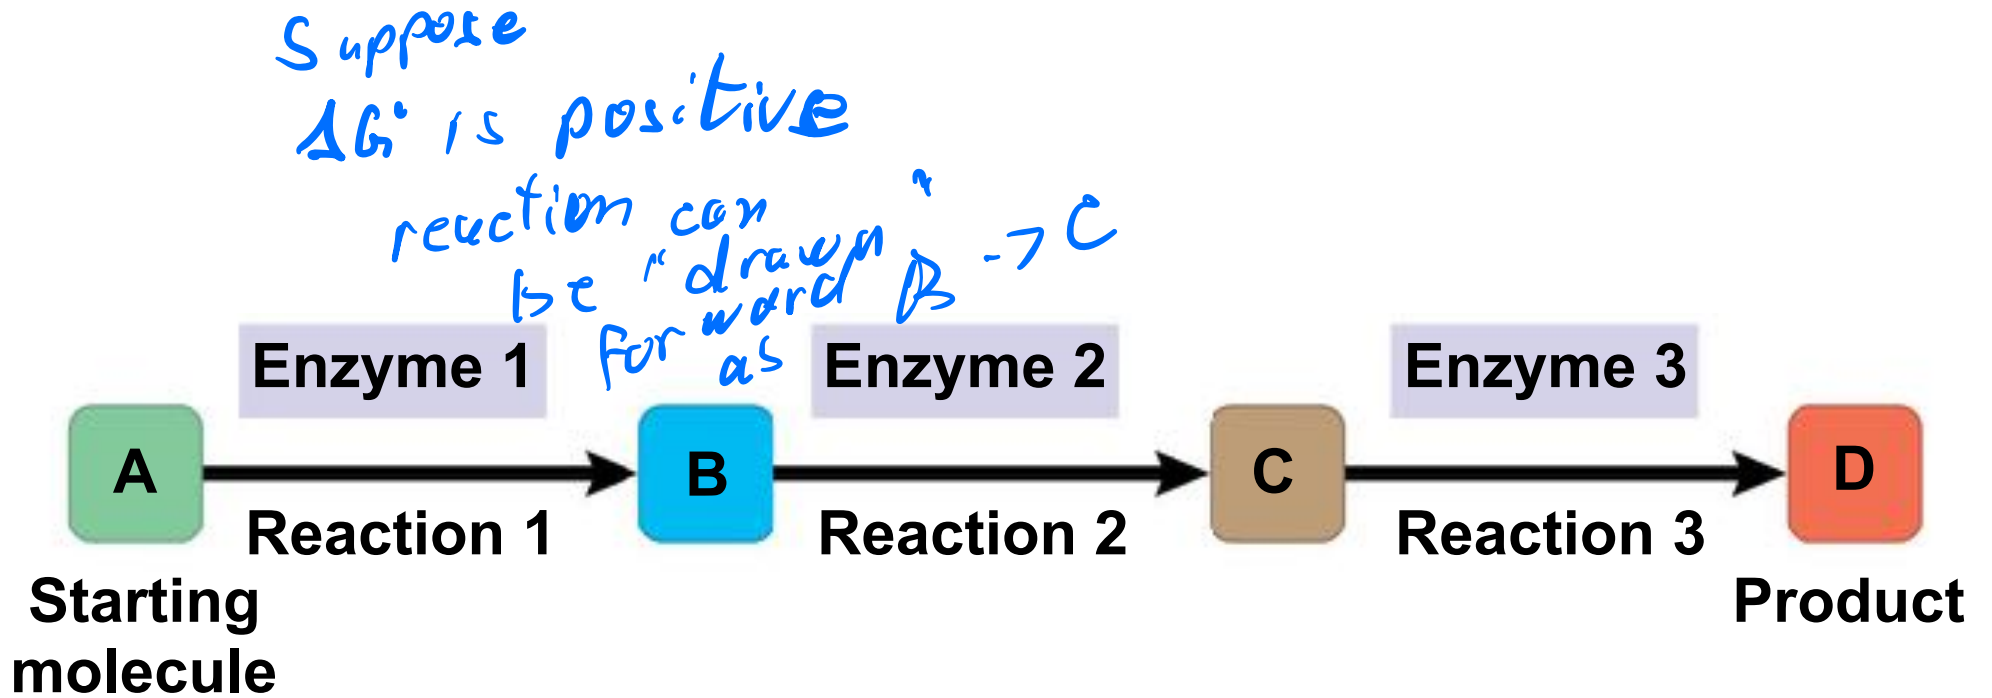 Suppose
ΔG° is positive
reaction can
be "drawn"
forward B -> C
as
Enzyme 1
Enzyme 2
Enzyme 3
A
B
C
D
Reaction 1
Reaction 2
Reaction 3
Starting
molecule
Product